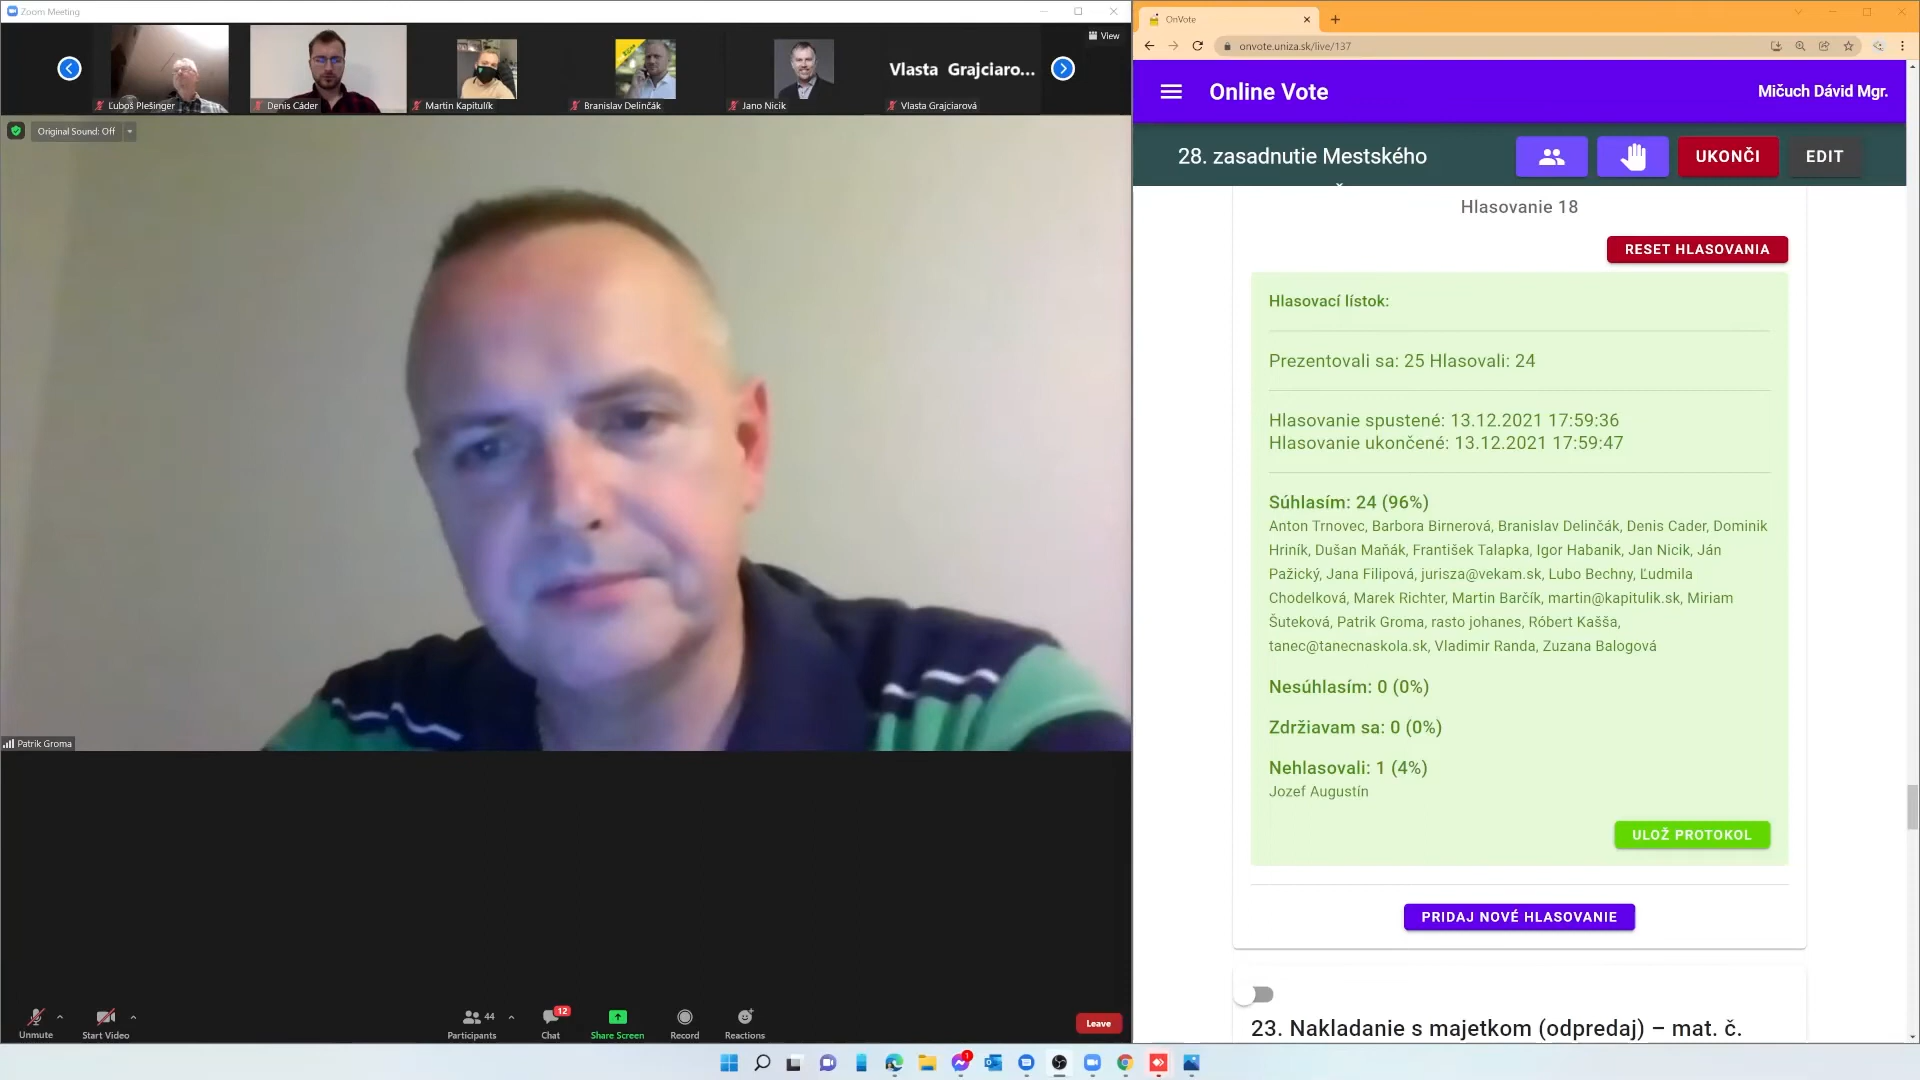 Zoom Meeting
View
Ľuboš Plešinger
Denis Cáder
Martin Kapitulík
Branislav Delinčák
Jano Nicik
Vlasta Grajciaro...
Vlasta Grajciarová
Original Sound: Off
Patrik Groma
Unmute
Start Video
44
Participants
12
Chat
Share Screen
Record
Reactions
Leave
OnVote
onvote.uniza.sk/live/137
Online Vote
Mičuch Dávid Mgr.
28. zasadnutie Mestského
UKONČI
EDIT
Hlasovanie 18
RESET HLASOVANIA
Hlasovací lístok:
Prezentovali sa: 25 Hlasovali: 24
Hlasovanie spustené: 13.12.2021 17:59:36
Hlasovanie ukončené: 13.12.2021 17:59:47
Súhlasím: 24 (96%)
Anton Trnovec, Barbora Birnerová, Branislav Delinčák, Denis Cader, Dominik
Hriník, Dušan Maňák, František Talapka, Igor Habanik, Jan Nicik, Ján
Pažický, Jana Filipová, jurisza@vekam.sk, Lubo Bechny, Ľudmila
Chodelková, Marek Richter, Martin Barčík, martin@kapitulik.sk, Miriam
Šuteková, Patrik Groma, rasto johanes, Róbert Kašša,
tanec@tanecnaskola.sk, Vladimir Randa, Zuzana Balogová
Nesúhlasím: 0 (0%)
Zdržiavam sa: 0 (0%)
Nehlasovali: 1 (4%)
Jozef Augustín
ULOŽ PROTOKOL
PRIDAJ NOVÉ HLASOVANIE
23. Nakladanie s majetkom (odpredaj) – mat. č.